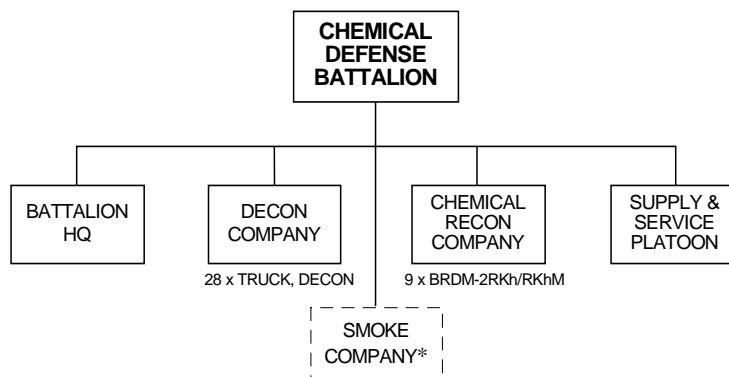 CHEMICAL
DEFENSE
BATTALION
BATTALION
HQ
DECON
COMPANY
28 x TRUCK, DECON
CHEMICAL
RECON
COMPANY
9 x BRDM-2RKh/RKhM
SUPPLY &
SERVICE
PLATOON
SMOKE
COMPANY*